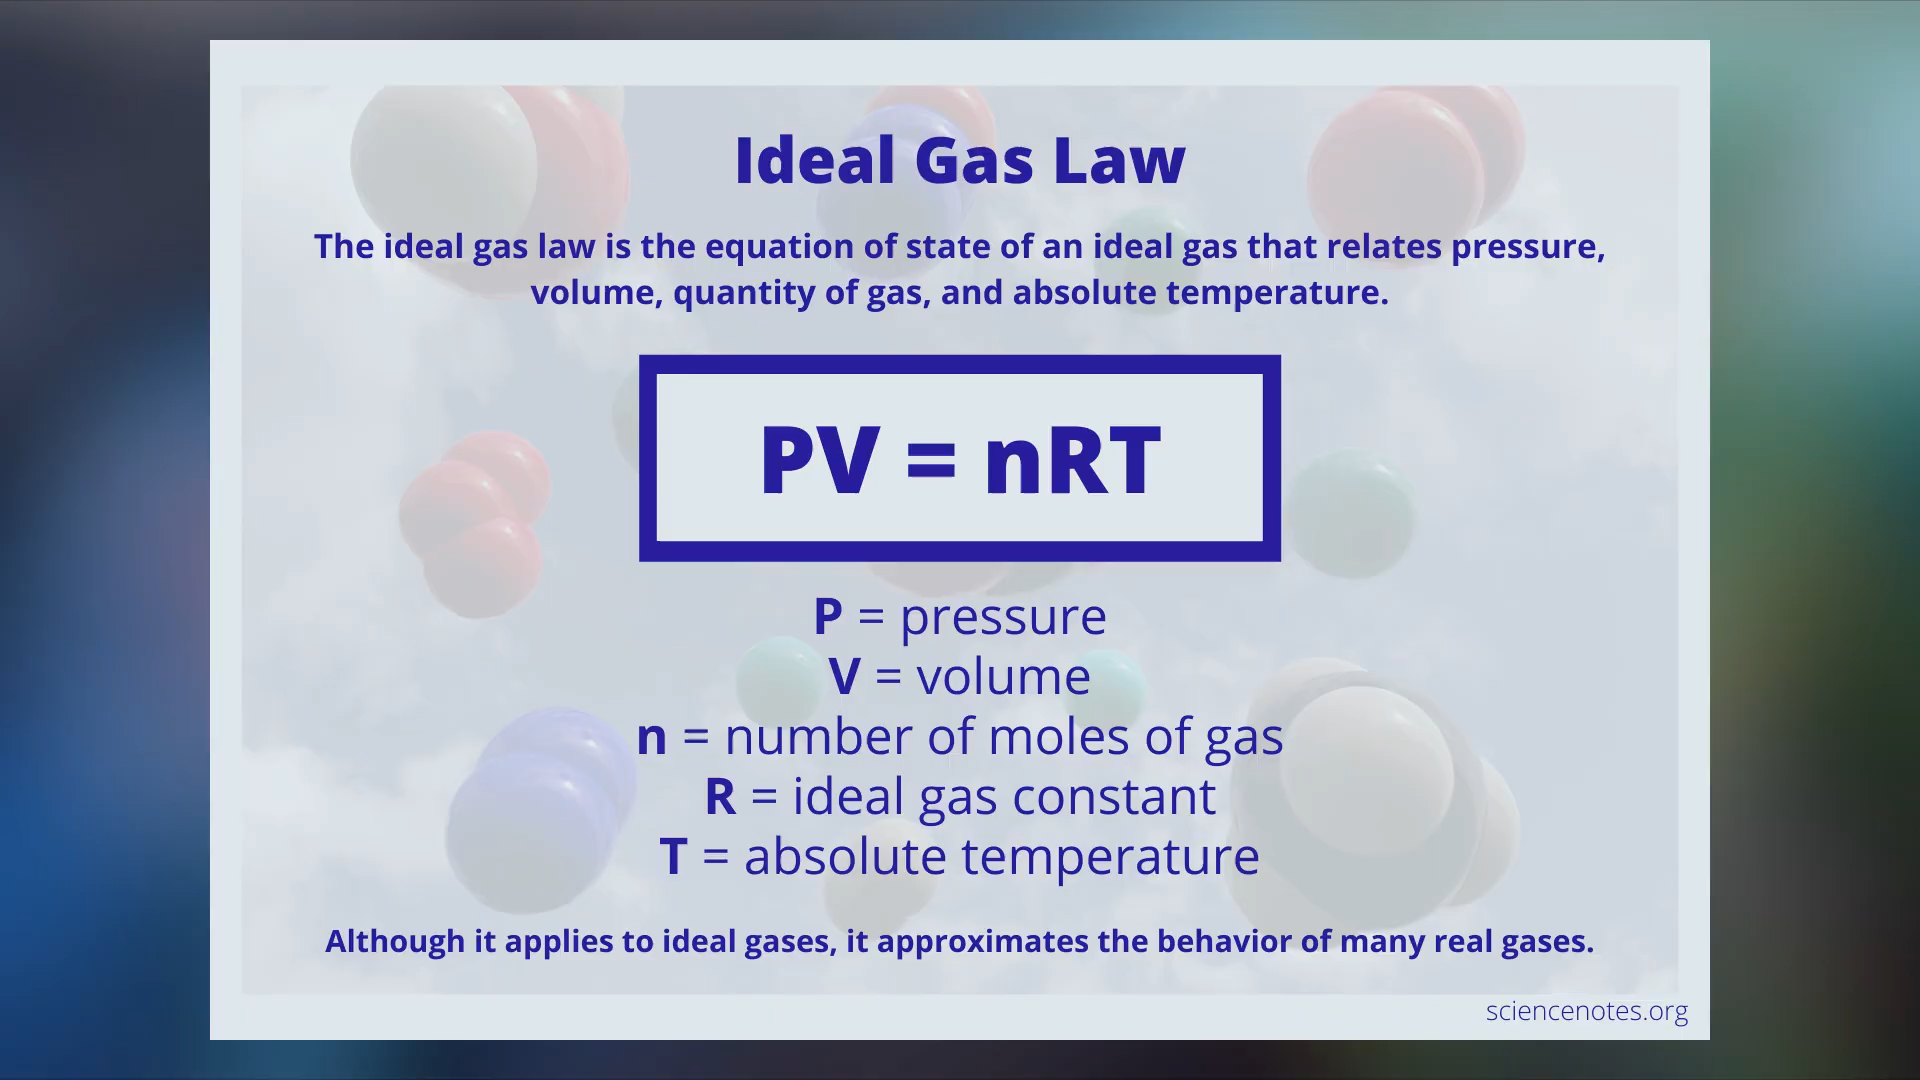 Ideal Gas Law
The ideal gas law is the equation of state of an ideal gas that relates pressure,
volume, quantity of gas, and absolute temperature.
PV = nRT
P = pressure
V = volume
n = number of moles of gas
R = ideal gas constant
T = absolute temperature
Although it applies to ideal gases, it approximates the behavior of many real gases.
sciencenotes.org